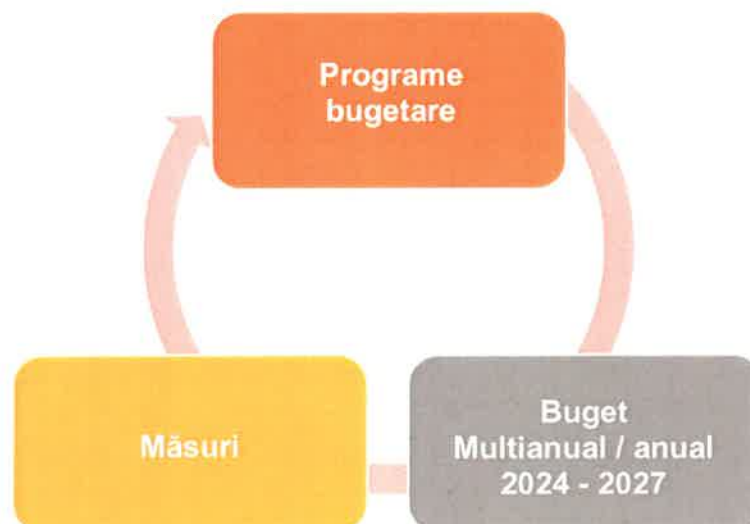 Programe
bugetare
Măsuri
Buget
Multianual / anual
2024 - 2027